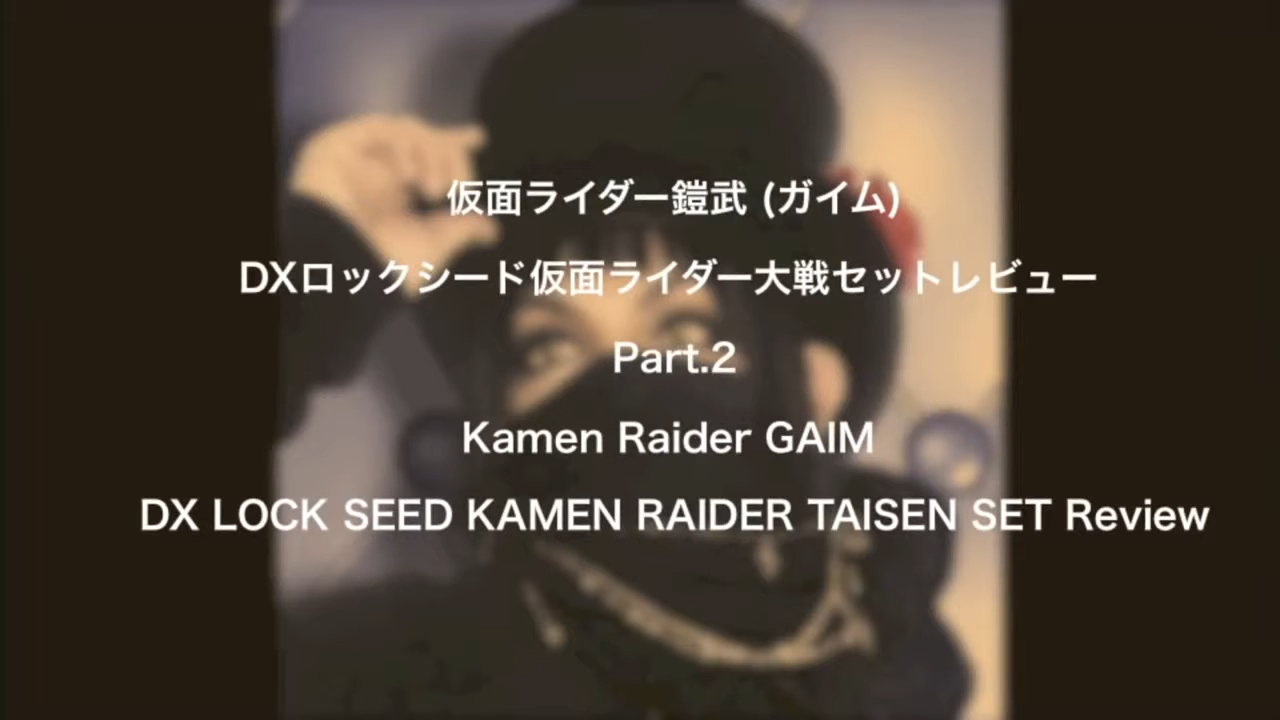 仮面ライダー鎧武 (ガイム)
DXロックシード仮面ライダー大戦セットレビュー
Part.2
Kamen Raider GAIM
DX LOCK SEED KAMEN RAIDER TAISEN SET Review